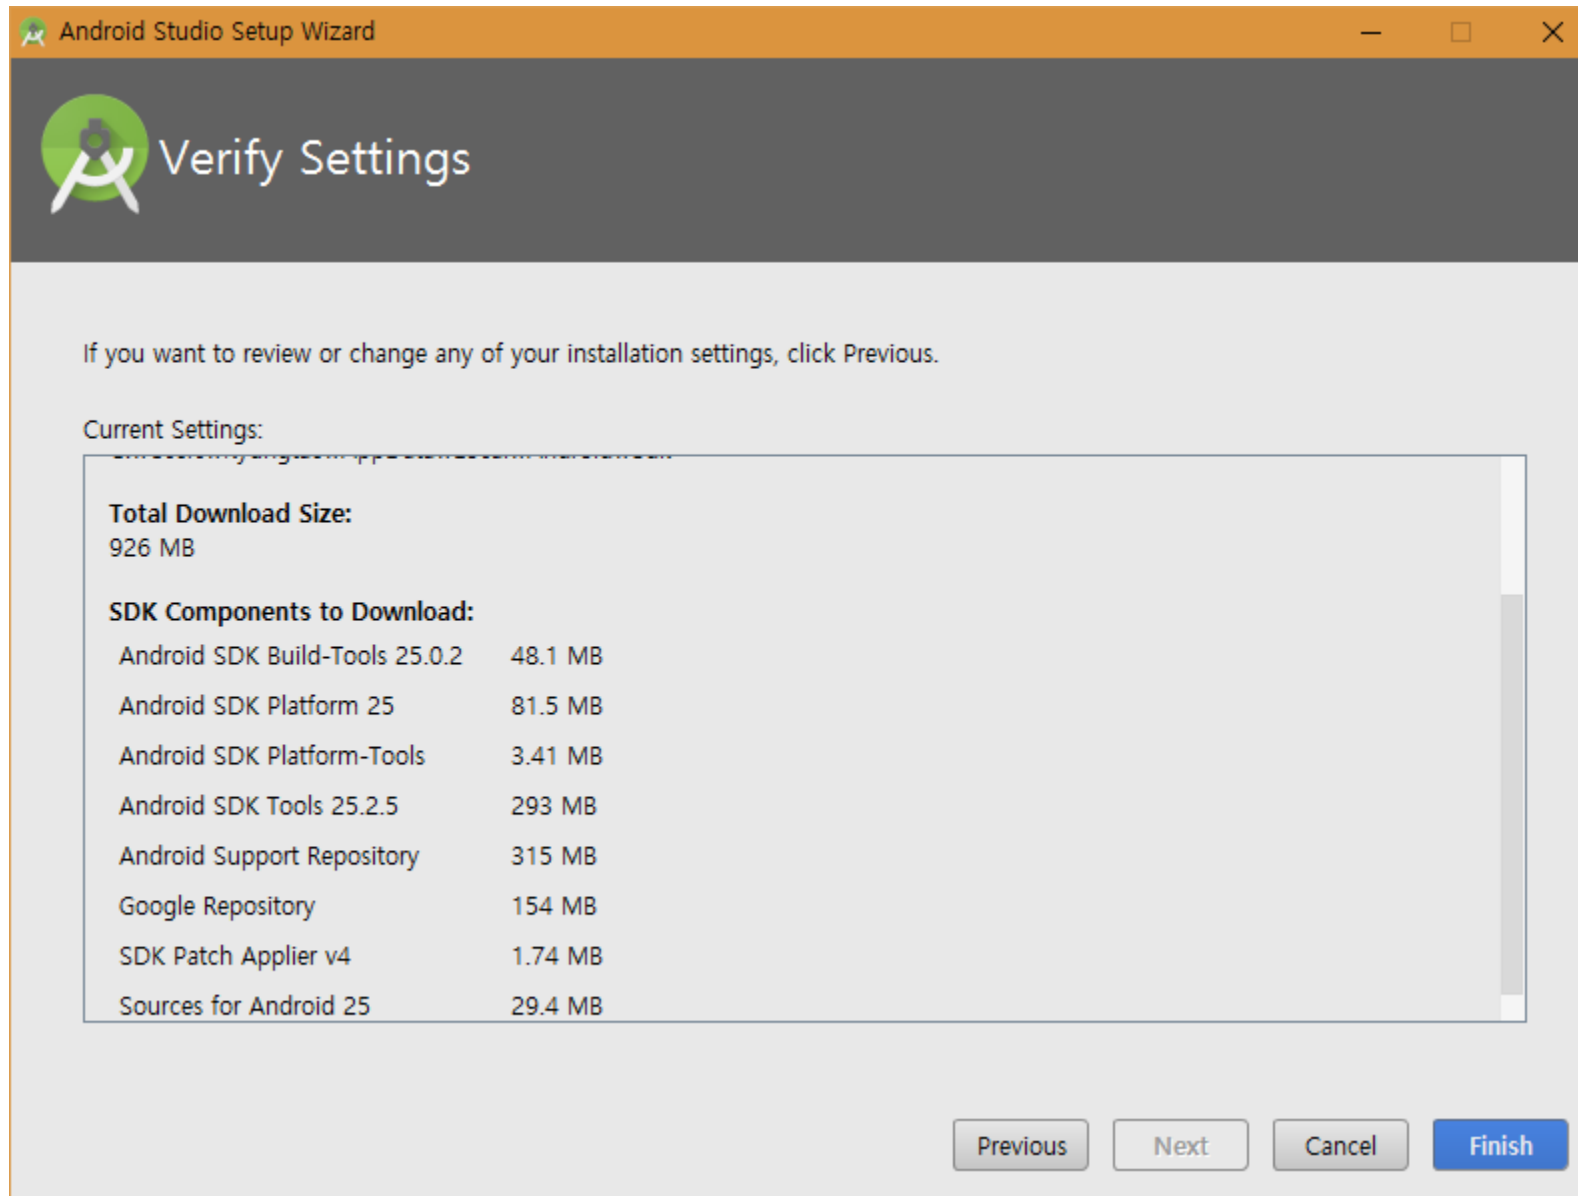 Android Studio Setup Wizard
Verify Settings
If you want to review or change any of your installation settings, click Previous.
Current Settings:
Total Download Size:
926 MB
SDK Components to Download:
Android SDK Build-Tools 25.0.2 48.1 MB
Android SDK Platform 25 81.5 MB
Android SDK Platform-Tools 3.41 MB
Android SDK Tools 25.2.5 293 MB
Android Support Repository 315 MB
Google Repository 154 MB
SDK Patch Applier v4 1.74 MB
Sources for Android 25 29.4 MB
Previous Next Cancel Finish